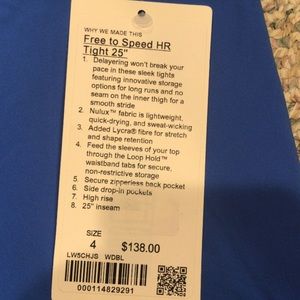 WHY WE MADE THIS
Free to Speed HR
Tight 25"
1. Delayering won't break your
pace in these sleek tights
featuring innovative storage
options for long runs and no
seam on the inner thigh for a
smooth stride
2. Nulux™ fabric is lightweight,
quick-drying, and sweat-wicking
3. Added Lycra® fibre for stretch
and shape retention
4. Feed the sleeves of your top
through the Loop Hold™
waistband tabs for secure,
non-restrictive storage
5. Secure zipperless back pocket
6. Side drop-in pockets
7. High rise
8. 25" inseam
SIZE
4 $138.00
LW5CHJS WDBL
000114829291